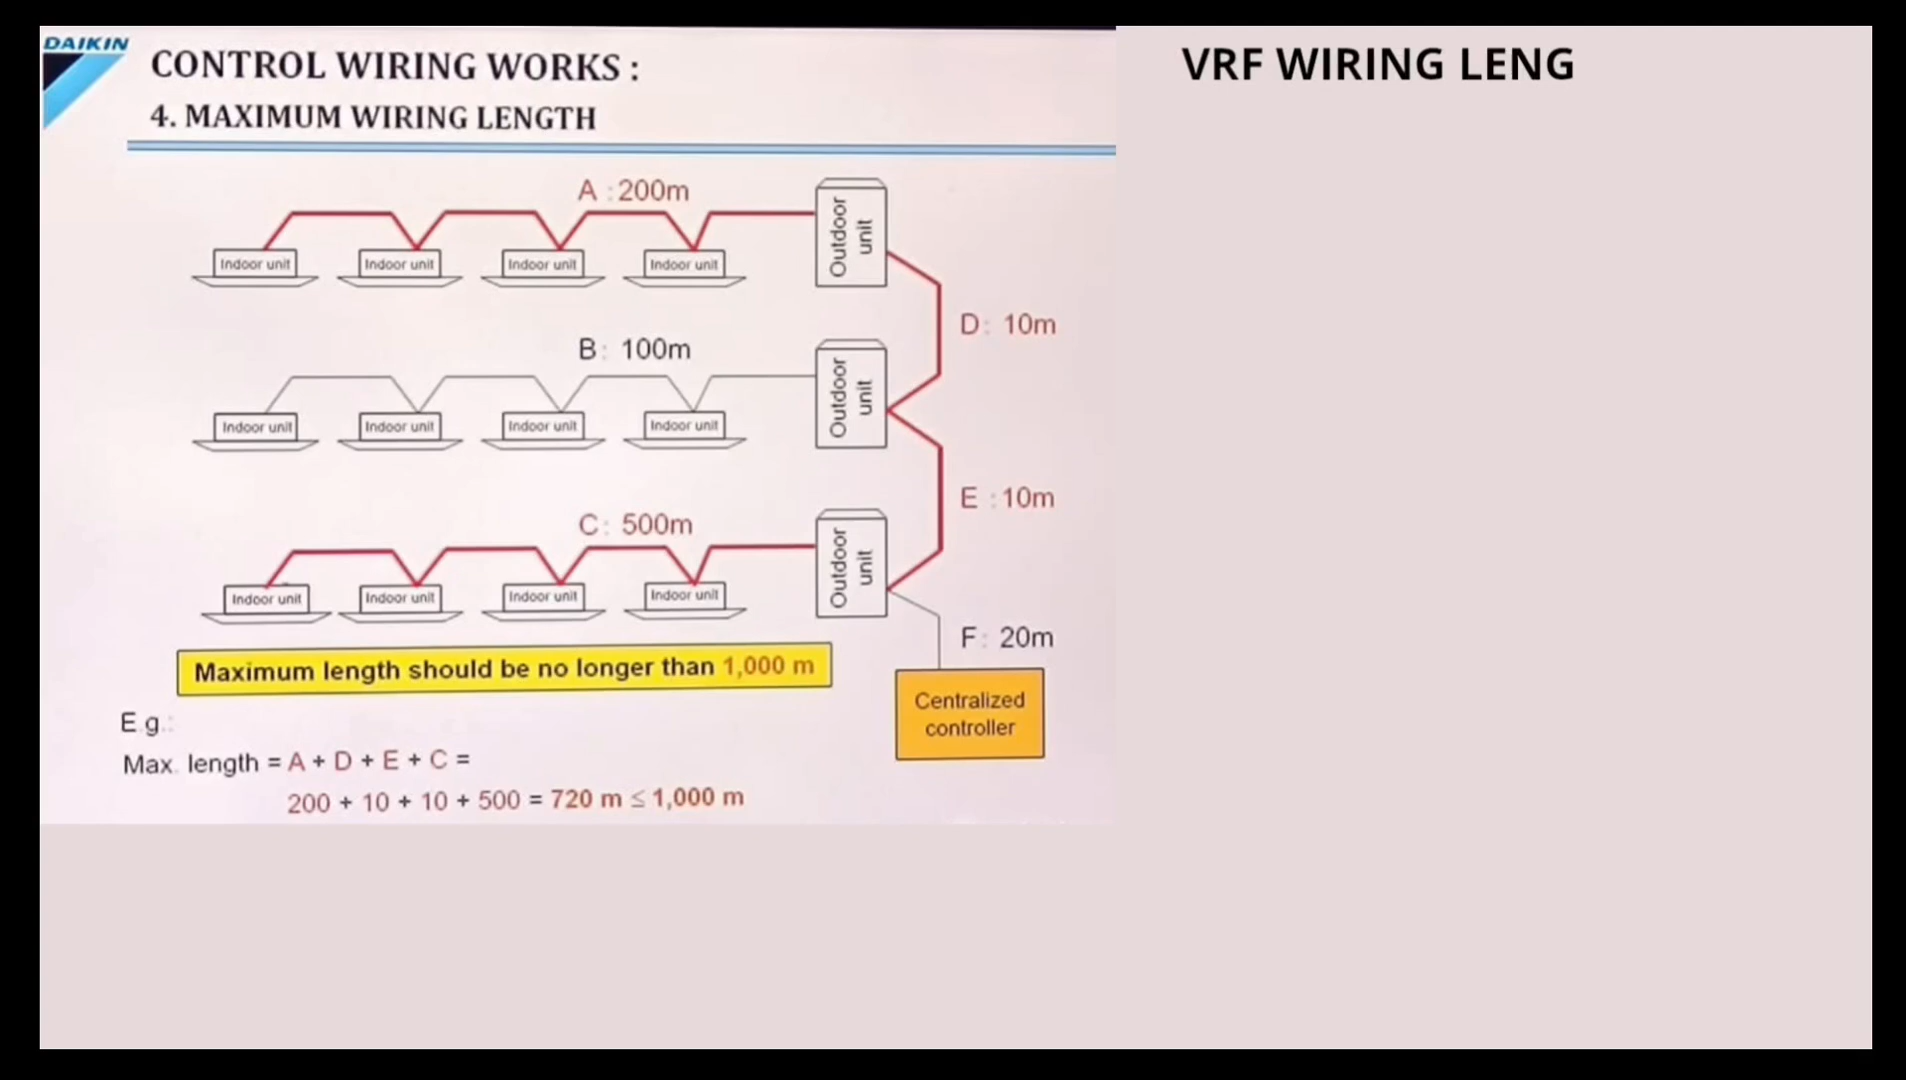 DAIKIN
CONTROL WIRING WORKS :
4. MAXIMUM WIRING LENGTH
VRF WIRING LENG
A : 200m
Outdoor unit
Indoor unit
Indoor unit
Indoor unit
Indoor unit
D: 10m
B: 100m
Outdoor unit
Indoor unit
Indoor unit
Indoor unit
Indoor unit
E : 10m
C: 500m
Outdoor unit
Indoor unit
Indoor unit
Indoor unit
Indoor unit
F: 20m
Maximum length should be no longer than 1,000 m
Centralized
controller
E.g.:
Max. length = A + D + E + C =
200 + 10 + 10 + 500 = 720 m ≤ 1,000 m